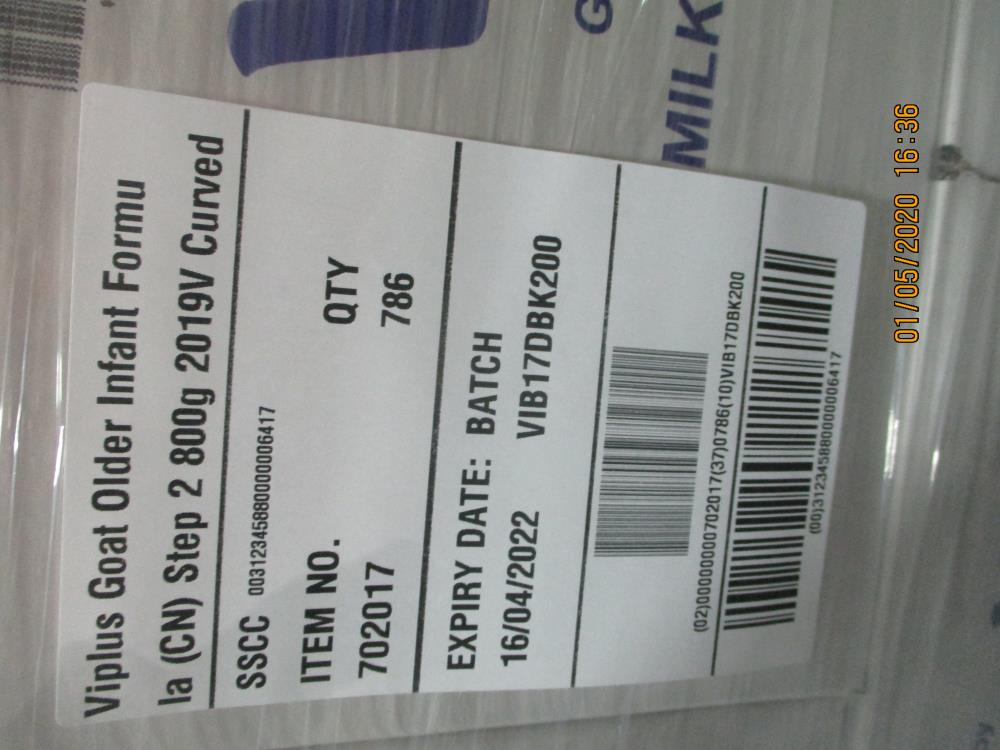 Viplus Goat Older Infant Formu
la (CN) Step 2 800g 2019V Curved
SSCC 00312345880000006417
ITEM NO. QTY
702017 786
EXPIRY DATE: BATCH
16/04/2022 VIB17DBK200
(02)00000000702017(37)0786(10)VIB17DBK200
(00)312345880000006417
G
MILK
01/05/2020 16:36